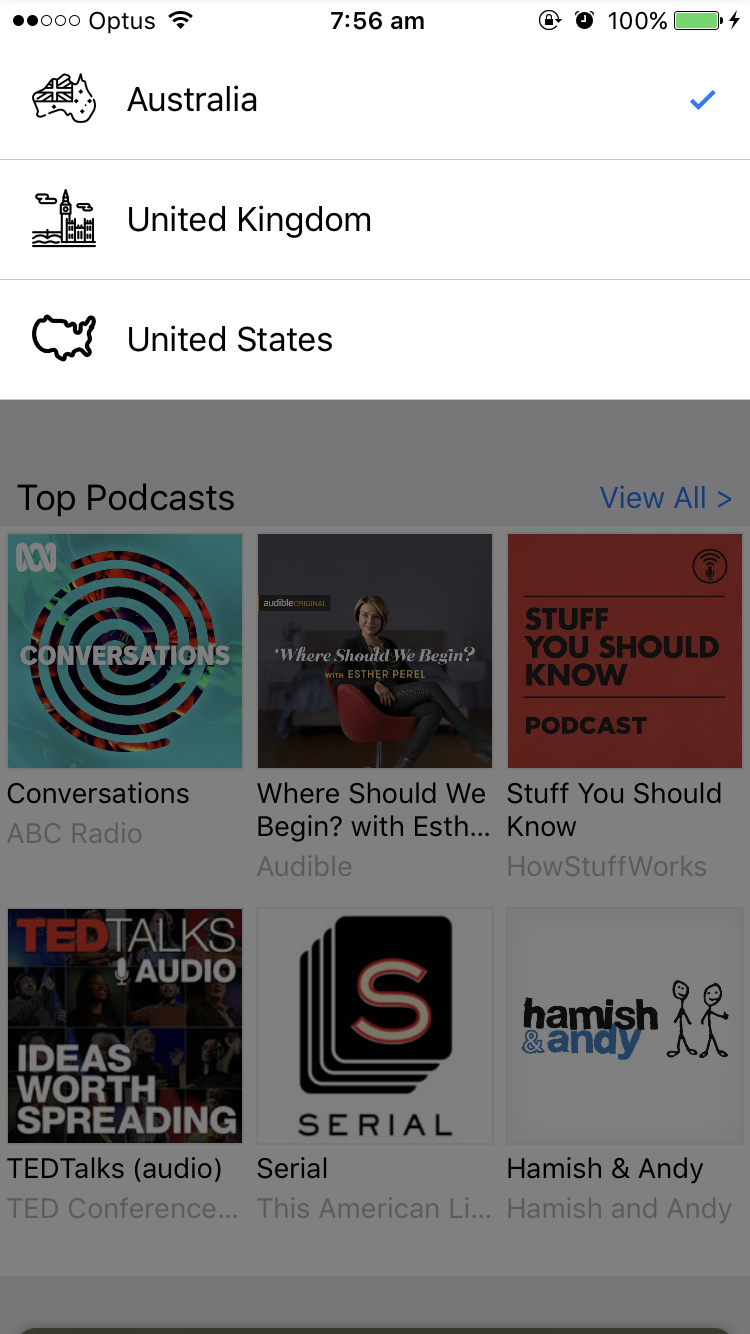 Optus 7:56 am 100%
Australia
United Kingdom
United States
Top Podcasts View All >
CONVERSATIONS
audible ORIGINAL
'Where Should We Begin?
WITH ESTHER PEREL
STUFF
YOU SHOULD
KNOW
PODCAST
Conversations
ABC Radio
Where Should We
Begin? with Esth...
Audible
Stuff You Should
Know
HowStuffWorks
TEDTALKS
AUDIO
IDEAS
WORTH
SPREADING
S
SERIAL
hamish
&andy
TEDTalks (audio)
TED Conference...
Serial
This American Li...
Hamish & Andy
Hamish and Andy